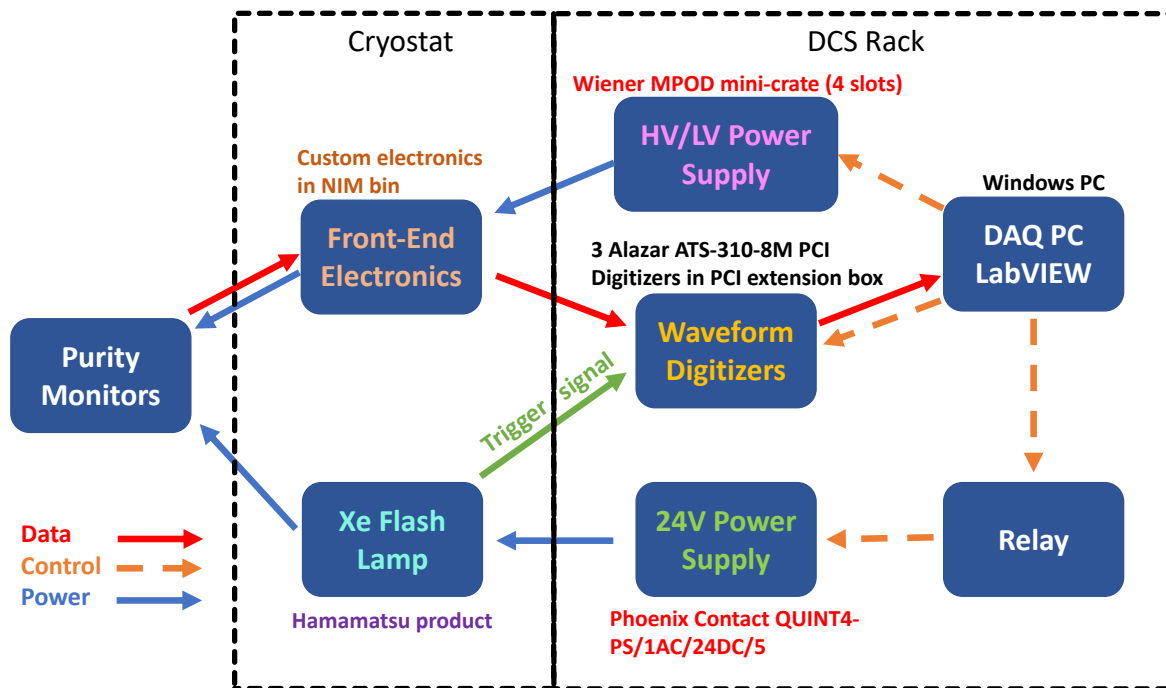 Cryostat
DCS Rack
Wiener MPOD mini-crate (4 slots)
HV/LV Power
Supply
Custom electronics
in NIM bin
Front-End
Electronics
Windows PC
DAQ PC
LabVIEW
3 Alazar ATS-310-8M PCI
Digitizers in PCI extension box
Waveform
Digitizers
Purity
Monitors
Trigger signal
Xe Flash
Lamp
Hamamatsu product
24V Power
Supply
Phoenix Contact QUINT4-
PS/1AC/24DC/5
Relay
Data
Control
Power